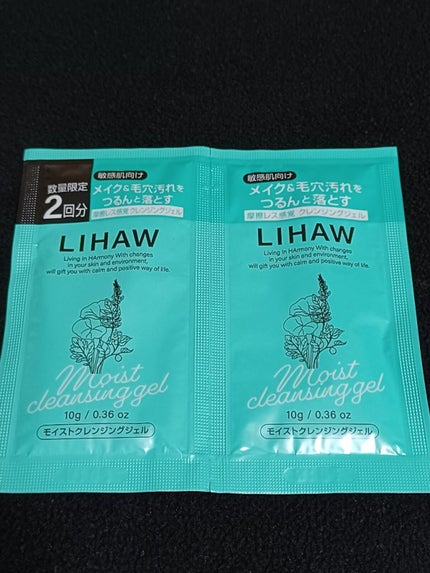 数量限定
2回分
敏感肌向け
メイク&毛穴汚れを
つるんと落とす
摩擦レス感覚 クレンジングジェル
LIHAW
Living in HArmony With changes
in your skin and environment,
will gift you with calm and positive way of life.
Moist
cleansing gel
10g / 0.36 oz
モイストクレンジングジェル
敏感肌向け
メイク&毛穴汚れを
つるんと落とす
摩擦レス感覚 クレンジングジェル
LIHAW
Living in HArmony With changes
in your skin and environment,
will gift you with calm and positive way of life.
Moist
cleansing gel
10g / 0.36 oz
モイストクレンジングジェル